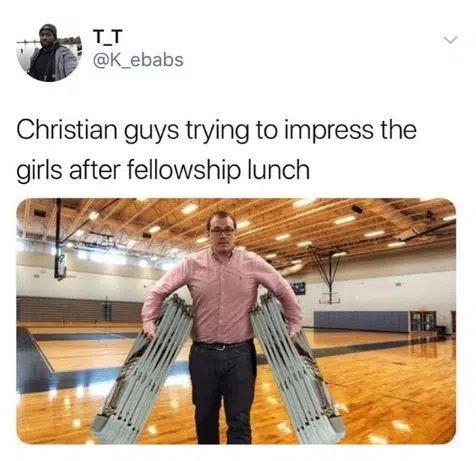 T_T
@K_ebabs
Christian guys trying to impress the
girls after fellowship lunch